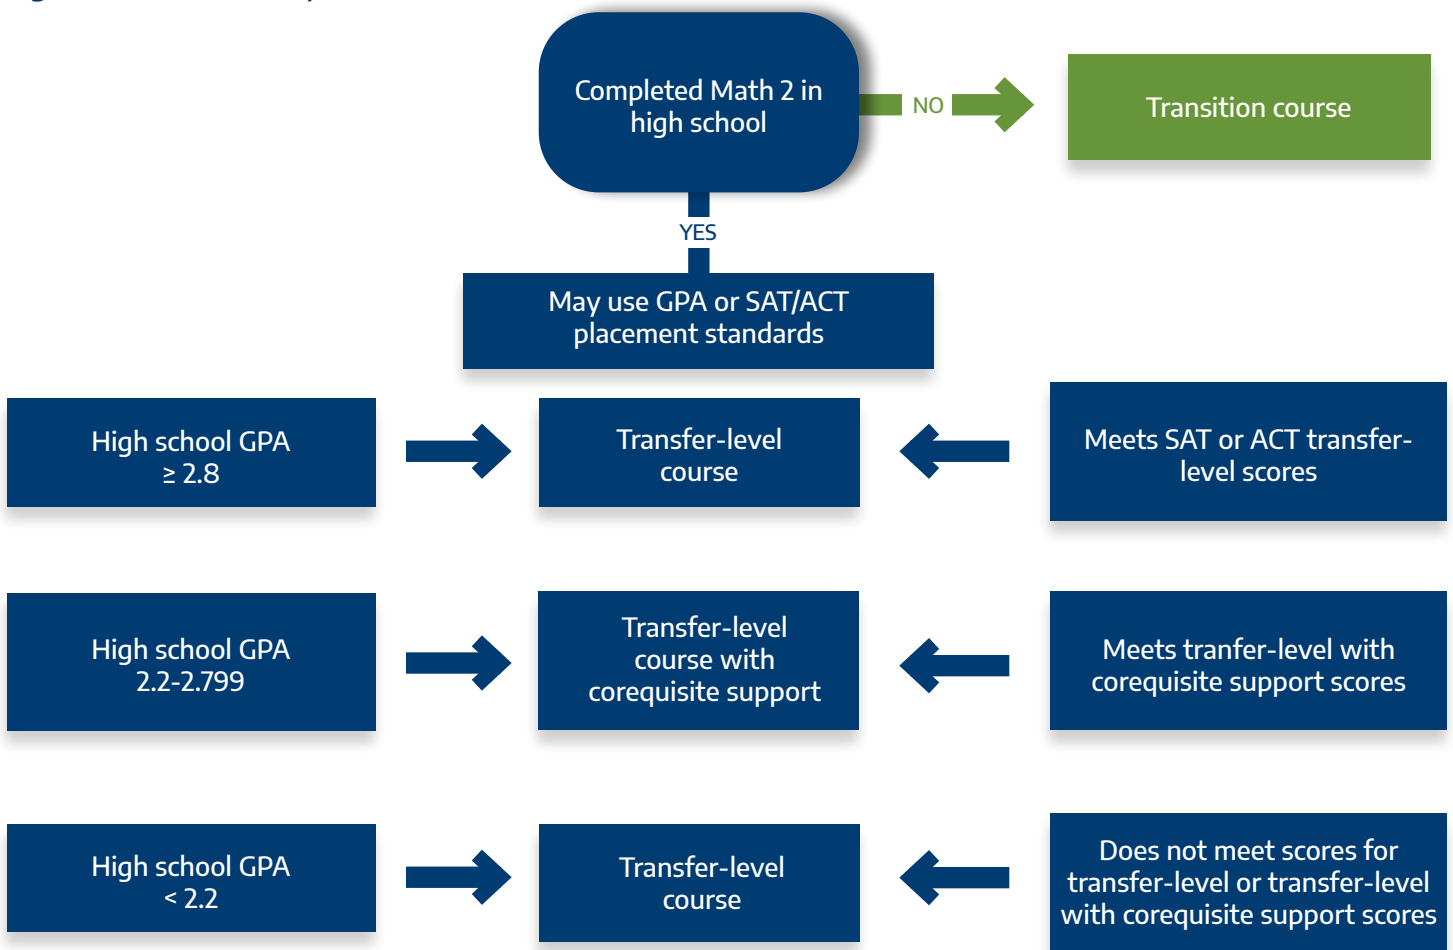 Completed Math 2 in
high school
NO
Transition course
YES
May use GPA or SAT/ACT
placement standards
High school GPA
≥ 2.8
Transfer-level
course
Meets SAT or ACT transfer-
level scores
High school GPA
2.2-2.799
Transfer-level
course with
corequisite support
Meets tranfer-level with
corequisite support scores
High school GPA
< 2.2
Transfer-level
course
Does not meet scores for
transfer-level or transfer-level
with corequisite support scores